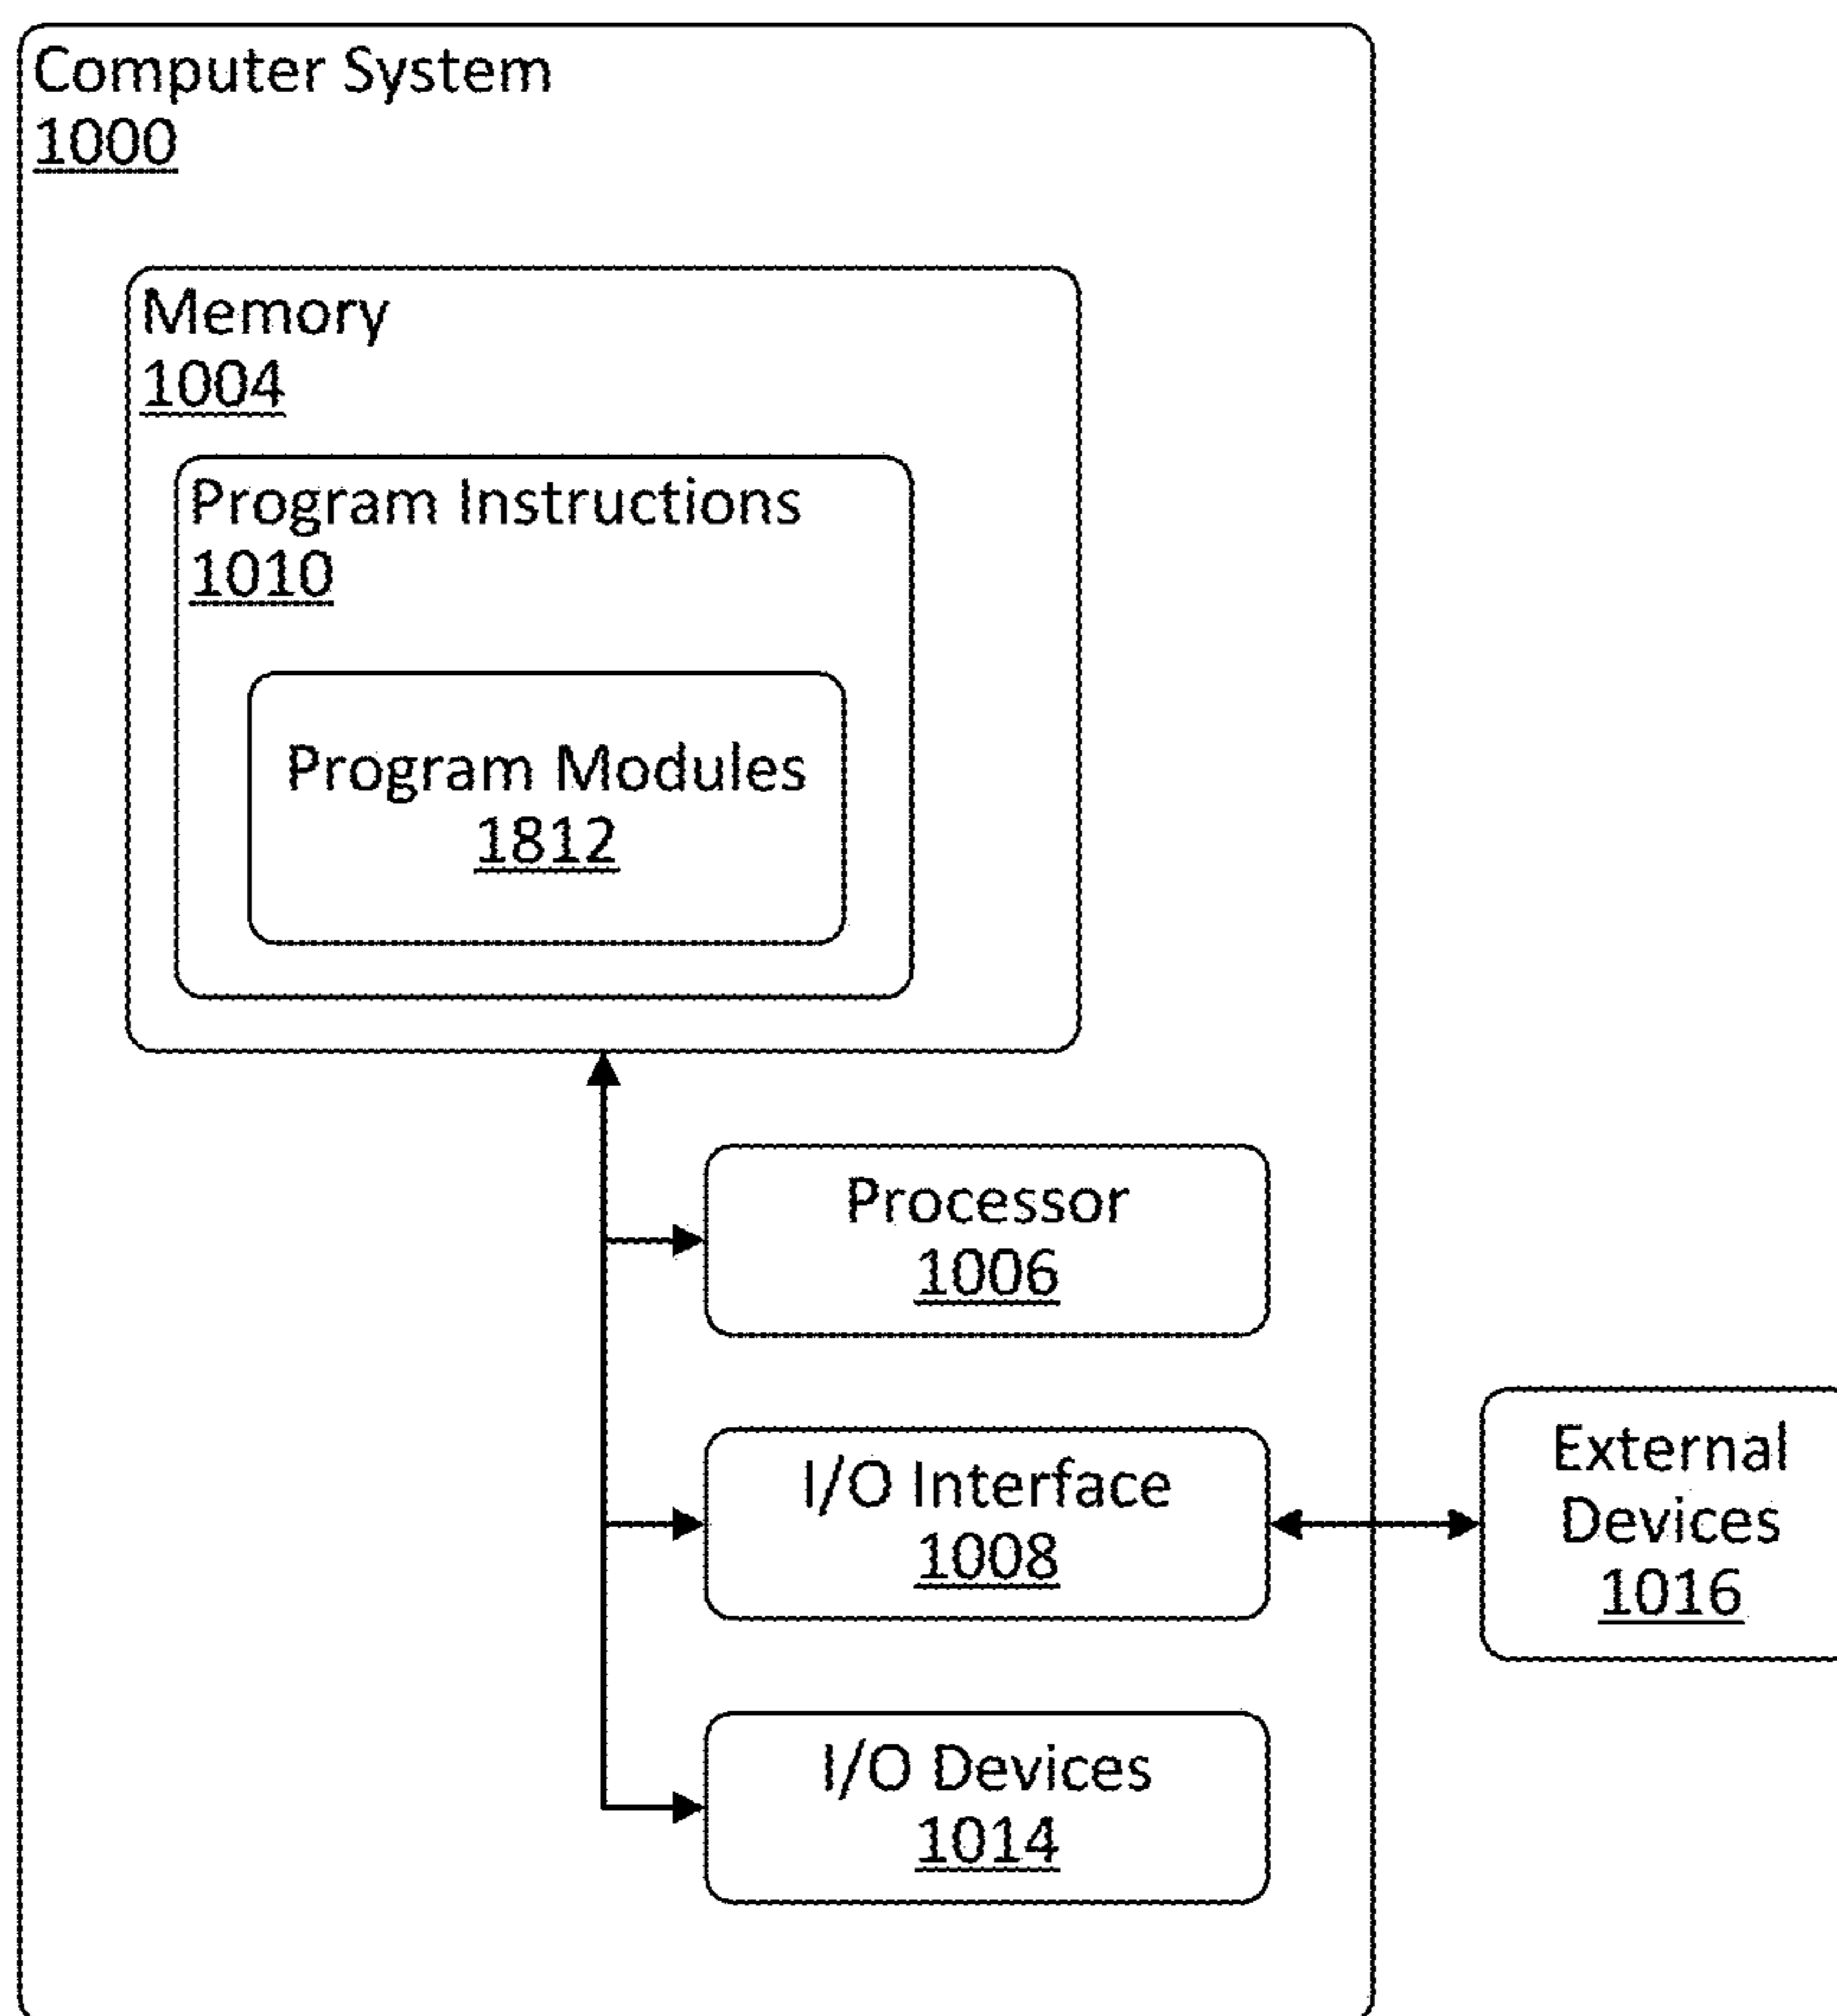 Computer System
1000
Memory
1004
Program Instructions
1010
Program Modules
1812
Processor
1006
I/O Interface
1008
External
Devices
1016
I/O Devices
1014